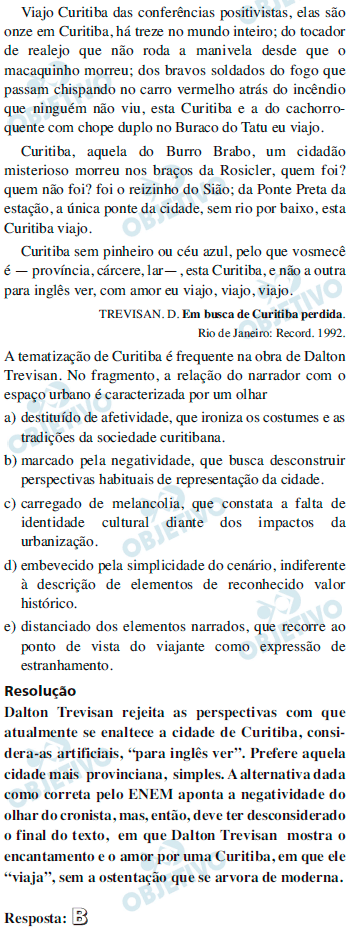 Viajo Curitiba das conferências positivistas, elas são
onze em Curitiba, há treze no mundo inteiro; do tocador
de realejo que não roda a manivela desde que o
macaquinho morreu; dos bravos soldados do fogo que
passam chispando no carro vermelho atrás do incêndio
que ninguém não viu, esta Curitiba e a do cachorro-
quente com chope duplo no Buraco do Tatu eu viajo.
Curitiba, aquela do Burro Brabo, um cidadão
misterioso morreu nos braços da Rosicler, quem foi?
quem não foi? foi o reizinho do Sião; da Ponte Preta da
estação, a única ponte da cidade, sem rio por baixo, esta
Curitiba viajo.
Curitiba sem pinheiro ou céu azul, pelo que vosmecê
é — província, cárcere, lar—, esta Curitiba, e não a outra
para inglês ver, com amor eu viajo, viajo, viajo.
TREVISAN. D. Em busca de Curitiba perdida.
Rio de Janeiro: Record. 1992.
A tematização de Curitiba é frequente na obra de Dalton
Trevisan. No fragmento, a relação do narrador com o
espaço urbano é caracterizada por um olhar
a) destituído de afetividade, que ironiza os costumes e as
tradições da sociedade curitibana.
b) marcado pela negatividade, que busca desconstruir
perspectivas habituais de representação da cidade.
c) carregado de melancolia, que constata a falta de
identidade cultural diante dos impactos da
urbanização.
d) embevecido pela simplicidade do cenário, indiferente
à descrição de elementos de reconhecido valor
histórico.
e) distanciado dos elementos narrados, que recorre ao
ponto de vista do viajante como expressão de
estranhamento.
Resolução
Dalton Trevisan rejeita as perspectivas com que
atualmente se enaltece a cidade de Curitiba, consi-
dera-as artificiais, “para inglês ver”. Prefere aquela
cidade mais provinciana, simples. A alternativa dada
como correta pelo ENEM aponta a negatividade do
olhar do cronista, mas, então, deve ter desconsiderado
o final do texto, em que Dalton Trevisan mostra o
encantamento e o amor por uma Curitiba, em que ele
“viaja”, sem a ostentação que se arvora de moderna.
Resposta: B